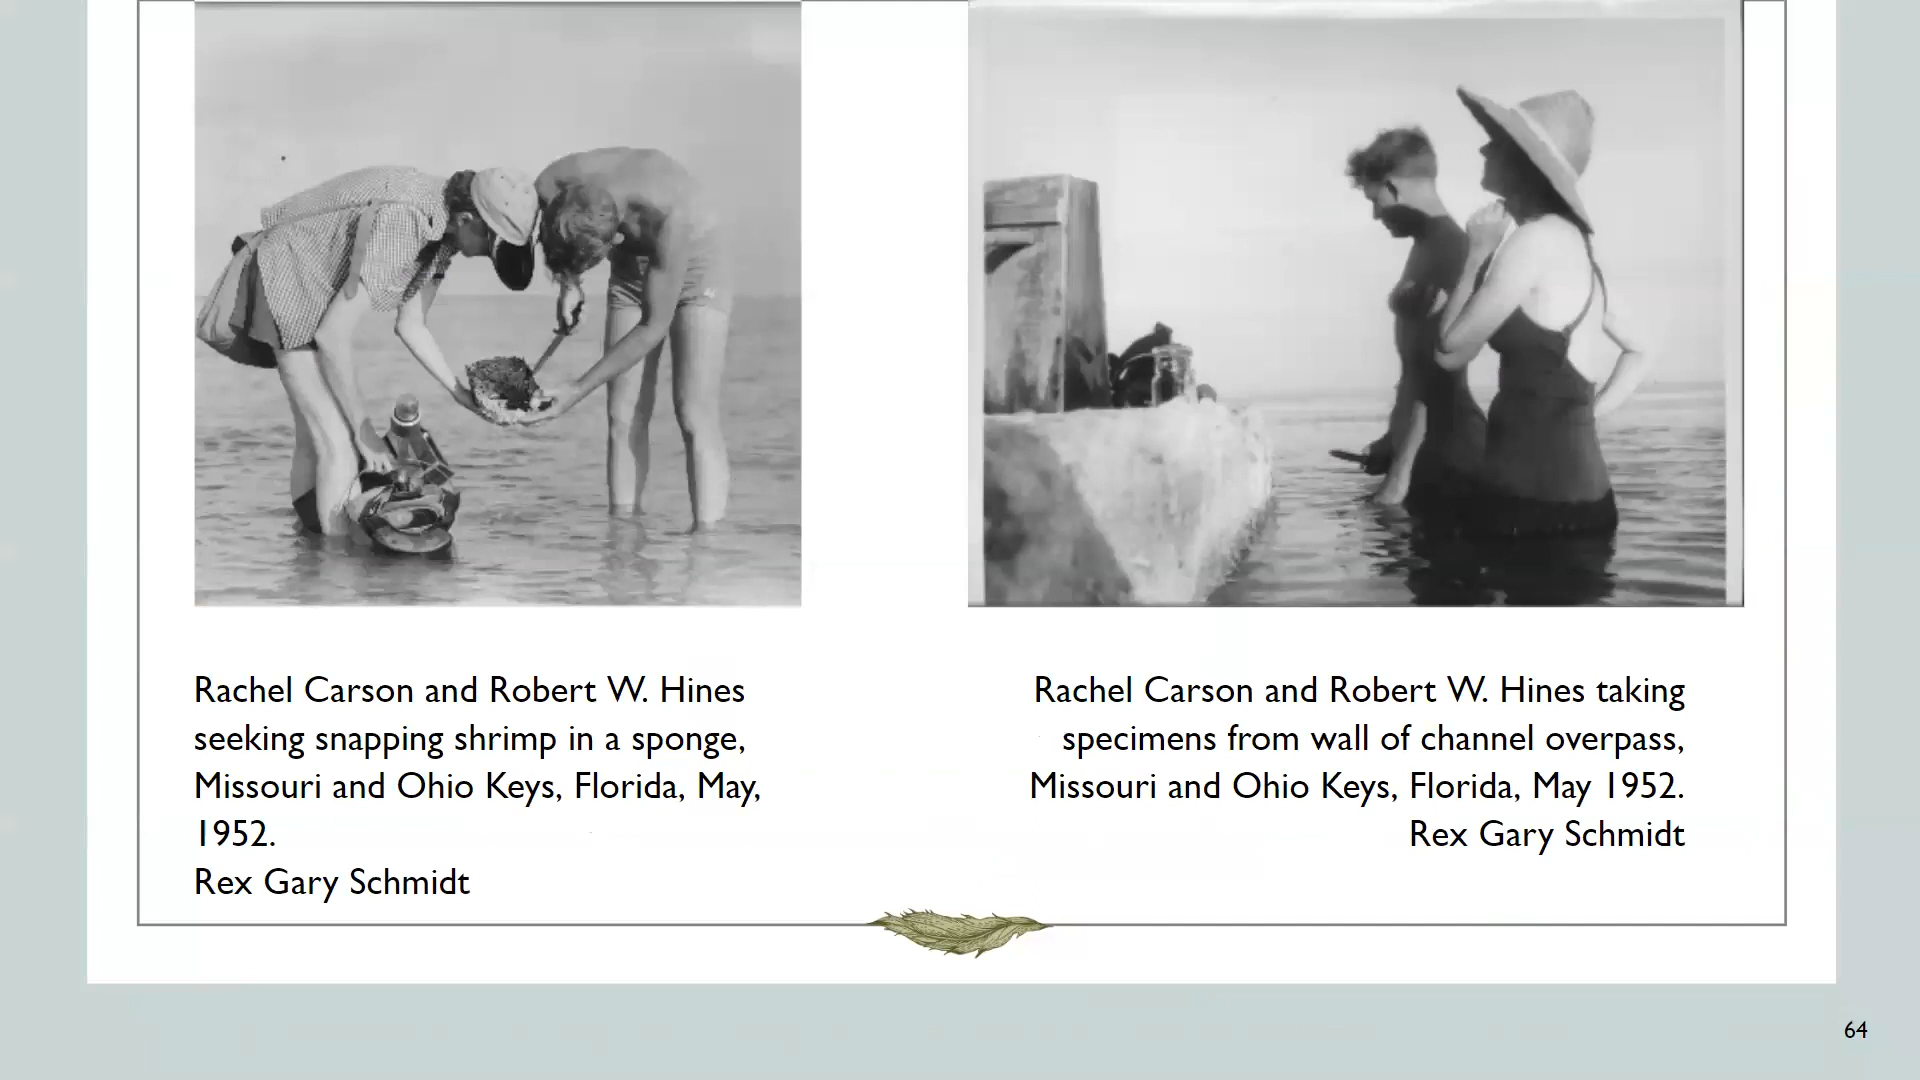 Rachel Carson and Robert W. Hines
seeking snapping shrimp in a sponge,
Missouri and Ohio Keys, Florida, May,
1952.
Rex Gary Schmidt
Rachel Carson and Robert W. Hines taking
specimens from wall of channel overpass,
Missouri and Ohio Keys, Florida, May 1952.
Rex Gary Schmidt
64